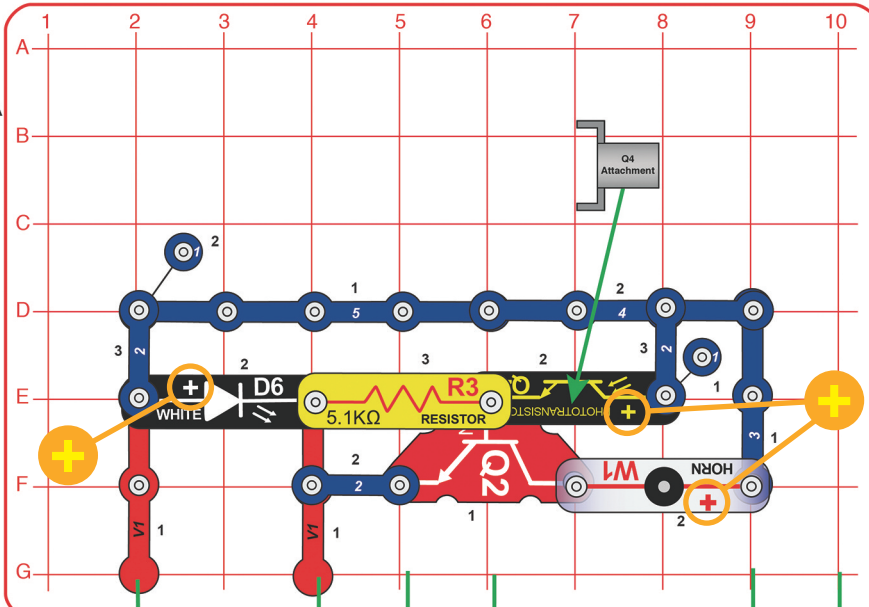 1 2 3 4 5 6 7 8 9 10
A
B
Q4
Attachment
C
1 2
D
1 2
5 4
3 2 2 3 2 3 2 1
1
E
+ D6 R3 Q +
WHITE 5.1KΩ RESISTOR PHOTOTRANSISTOR
+ +
3 1
2 N
F
2 Q2 W1 HORN
+
1 2
V1 1 V1 1
G